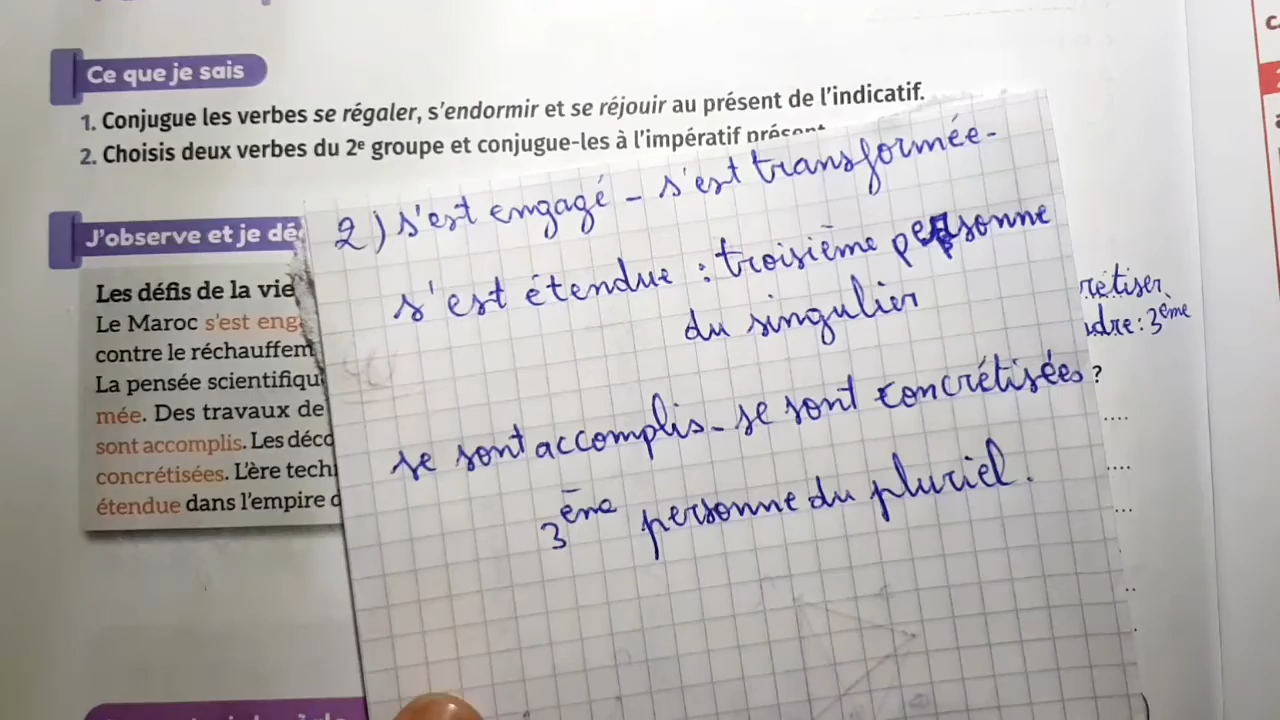 Ce que je sais
1. Conjugue les verbes se régaler, s'endormir et se réjouir au présent de l'indicatif.
2. Choisis deux verbes du 2e groupe et conjugue-les à l'impératif présent
J'observe et je dé
Les défis de la vie
Le Maroc s'est eng
contre le réchauffem
La pensée scientifiqu
mée. Des travaux de
sont accomplis. Les déco
concrétisées. L'ère tech
étendue dans l'empire d
2) s'est engagé - s'est transformée -
s'est étendue : troisième personne
du singulier
se sont accomplis - se sont concrétisées ?
3ème personne du pluriel.
rétiser
dre : 3ème
....
....
...
..